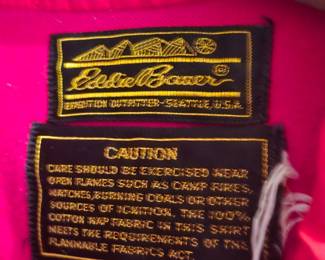 Eddie Bauer
EXPEDITION OUTFITTER-SEATTLE, U.S.A.
CAUTION
CARE SHOULD BE EXERCISED NEAR
OPEN FLAMES SUCH AS CAMP FIRES,
MATCHES, BURNING COALS OR OTHER
SOURCES OF IGNITION. THE 100%
COTTON NAP FABRIC IN THIS SHIRT
MEETS THE REQUIREMENTS OF THE
FLAMMABLE FABRICS ACT.